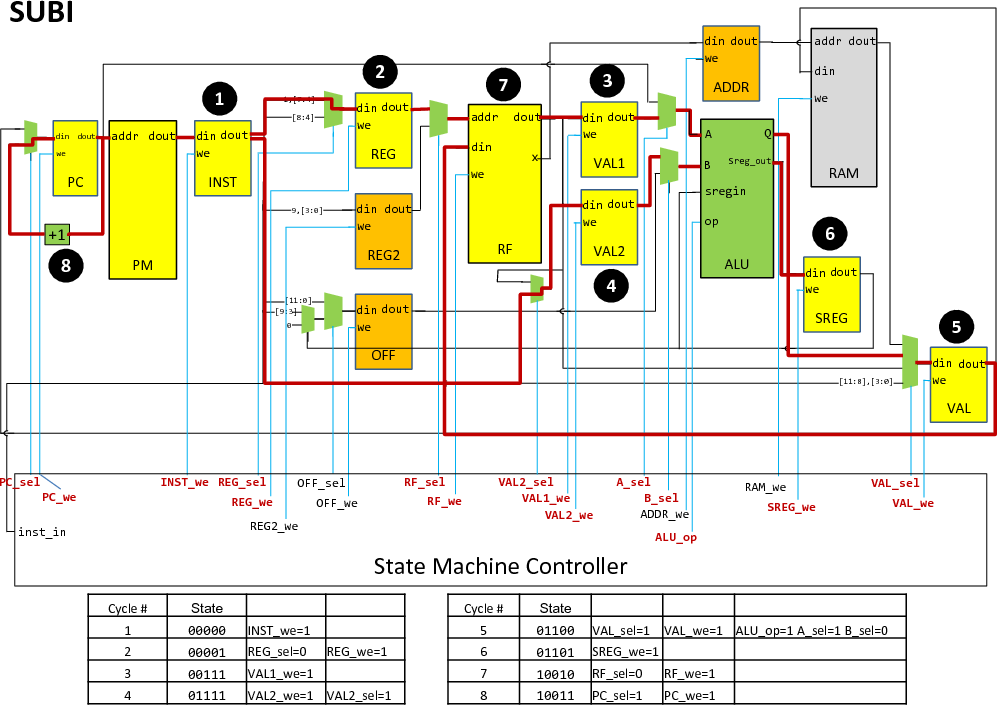 SUBI
1
2
3
4
5
6
7
8
din dout
we
PC
+1
addr dout
PM
din dout
we
INST
[8:4]
din dout
we
REG
9,[3:0]
din dout
we
REG2
[11:0]
0
din dout
we
OFF
addr dout
din
x
we
RF
din dout
we
VAL1
din dout
we
VAL2
din dout
we
ADDR
A Q
Sreg_out
B
sregin
op
ALU
addr dout
din
we
RAM
din dout
we
SREG
[11:8],[3:0]
din dout
we
VAL
PC_sel
PC_we
INST_we
REG_sel
REG_we
REG2_we
OFF_sel
OFF_we
RF_sel
RF_we
VAL2_sel
VAL1_we
VAL2_we
A_sel
B_sel
ADDR_we
ALU_op
RAM_we
SREG_we
VAL_sel
VAL_we
inst_in
State Machine Controller
Cycle # State
1 00000 INST_we=1
2 00001 REG_sel=0 REG_we=1
3 00111 VAL1_we=1
4 01111 VAL2_we=1 VAL2_sel=1
Cycle # State
5 01100 VAL_sel=1 VAL_we=1 ALU_op=1 A_sel=1 B_sel=0
6 01101 SREG_we=1
7 10010 RF_sel=0 RF_we=1
8 10011 PC_sel=1 PC_we=1